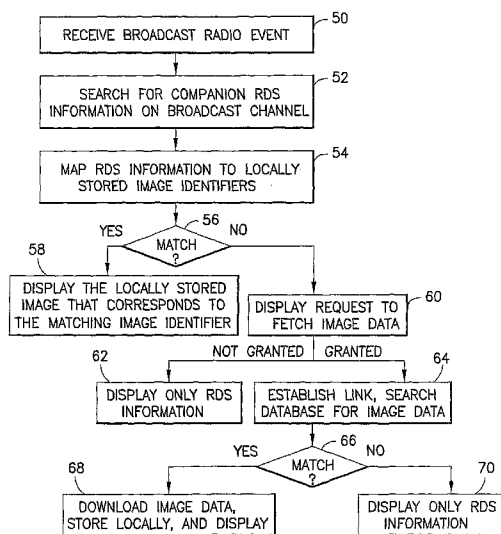 50
RECEIVE BROADCAST RADIO EVENT
52
SEARCH FOR COMPANION RDS
INFORMATION ON BROADCAST CHANNEL
54
MAP RDS INFORMATION TO LOCALLY
STORED IMAGE IDENTIFIERS
56
YES
NO
MATCH
?
58
DISPLAY THE LOCALLY STORED
IMAGE THAT CORRESPONDS TO
THE MATCHING IMAGE IDENTIFIER
60
DISPLAY REQUEST TO
FETCH IMAGE DATA
NOT GRANTED
GRANTED
62
DISPLAY ONLY RDS
INFORMATION
64
ESTABLISH LINK, SEARCH
DATABASE FOR IMAGE DATA
66
YES
NO
MATCH
?
68
DOWNLOAD IMAGE DATA,
STORE LOCALLY, AND DISPLAY
70
DISPLAY ONLY RDS
INFORMATION